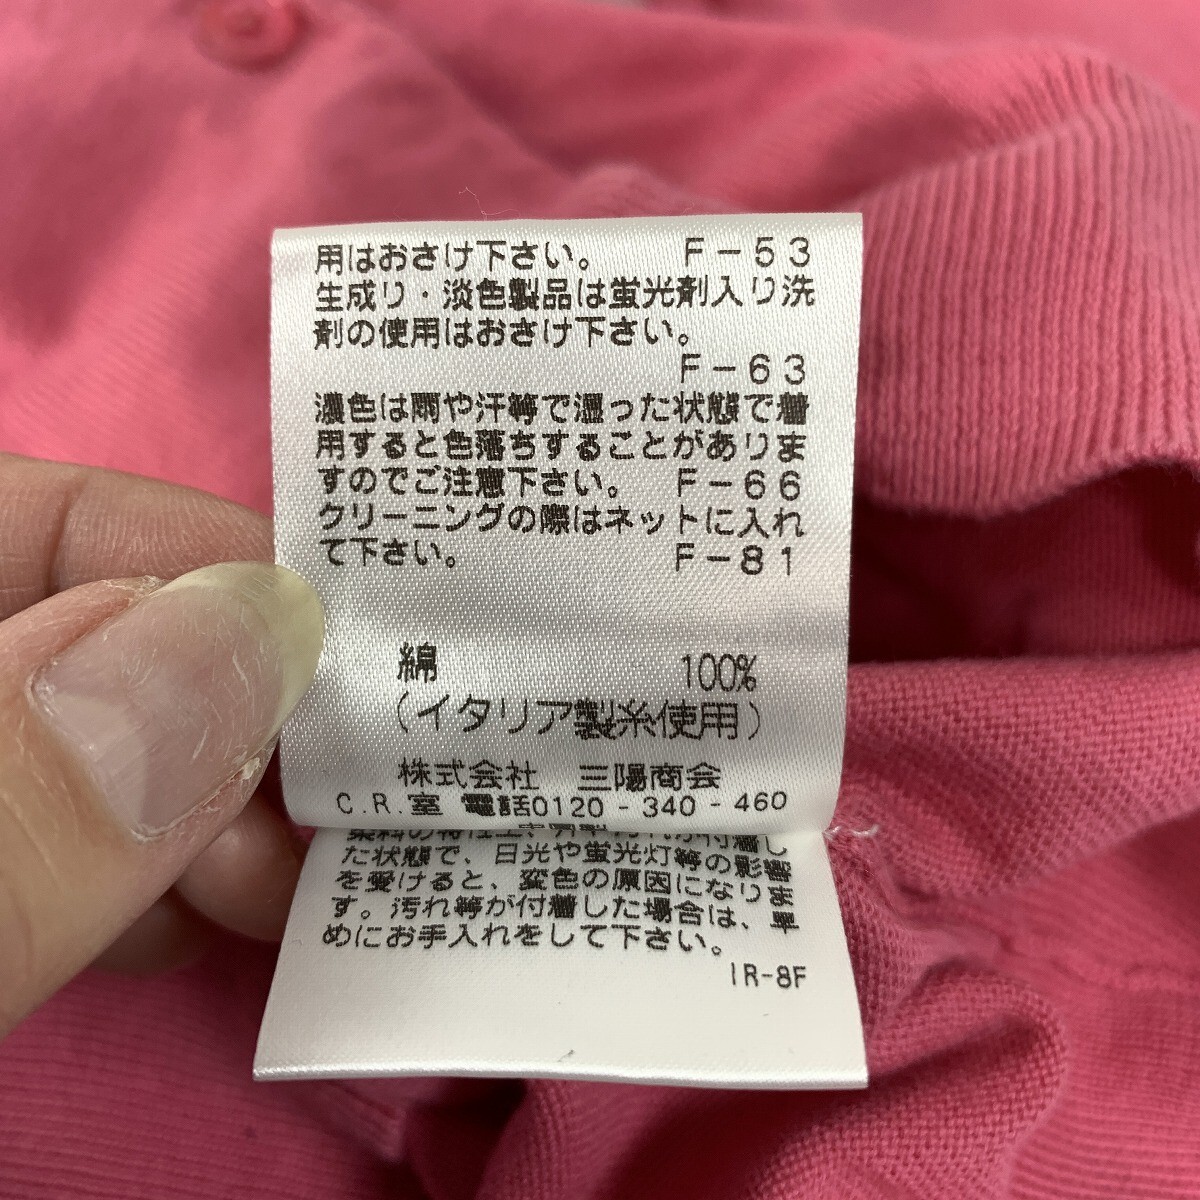 用はおさけ下さい。 F-53
生成り・淡色製品は蛍光剤入り洗
剤の使用はおさけ下さい。
F-63
濃色は雨や汗等で湿った状態で着
用すると色落ちすることがありま
すのでご注意下さい。 F-66
クリーニングの際はネットに入れ
て下さい。 F-81
綿 100%
(イタリア製糸使用)
株式会社 三陽商会
C.R.室 電話0120-340-460
染料の特性上、
た状態で、日光や蛍光灯等の影響
を受けると、変色の原因になりま
す。汚れ等が付着した場合は、早
めにお手入れをして下さい。
IR-8F